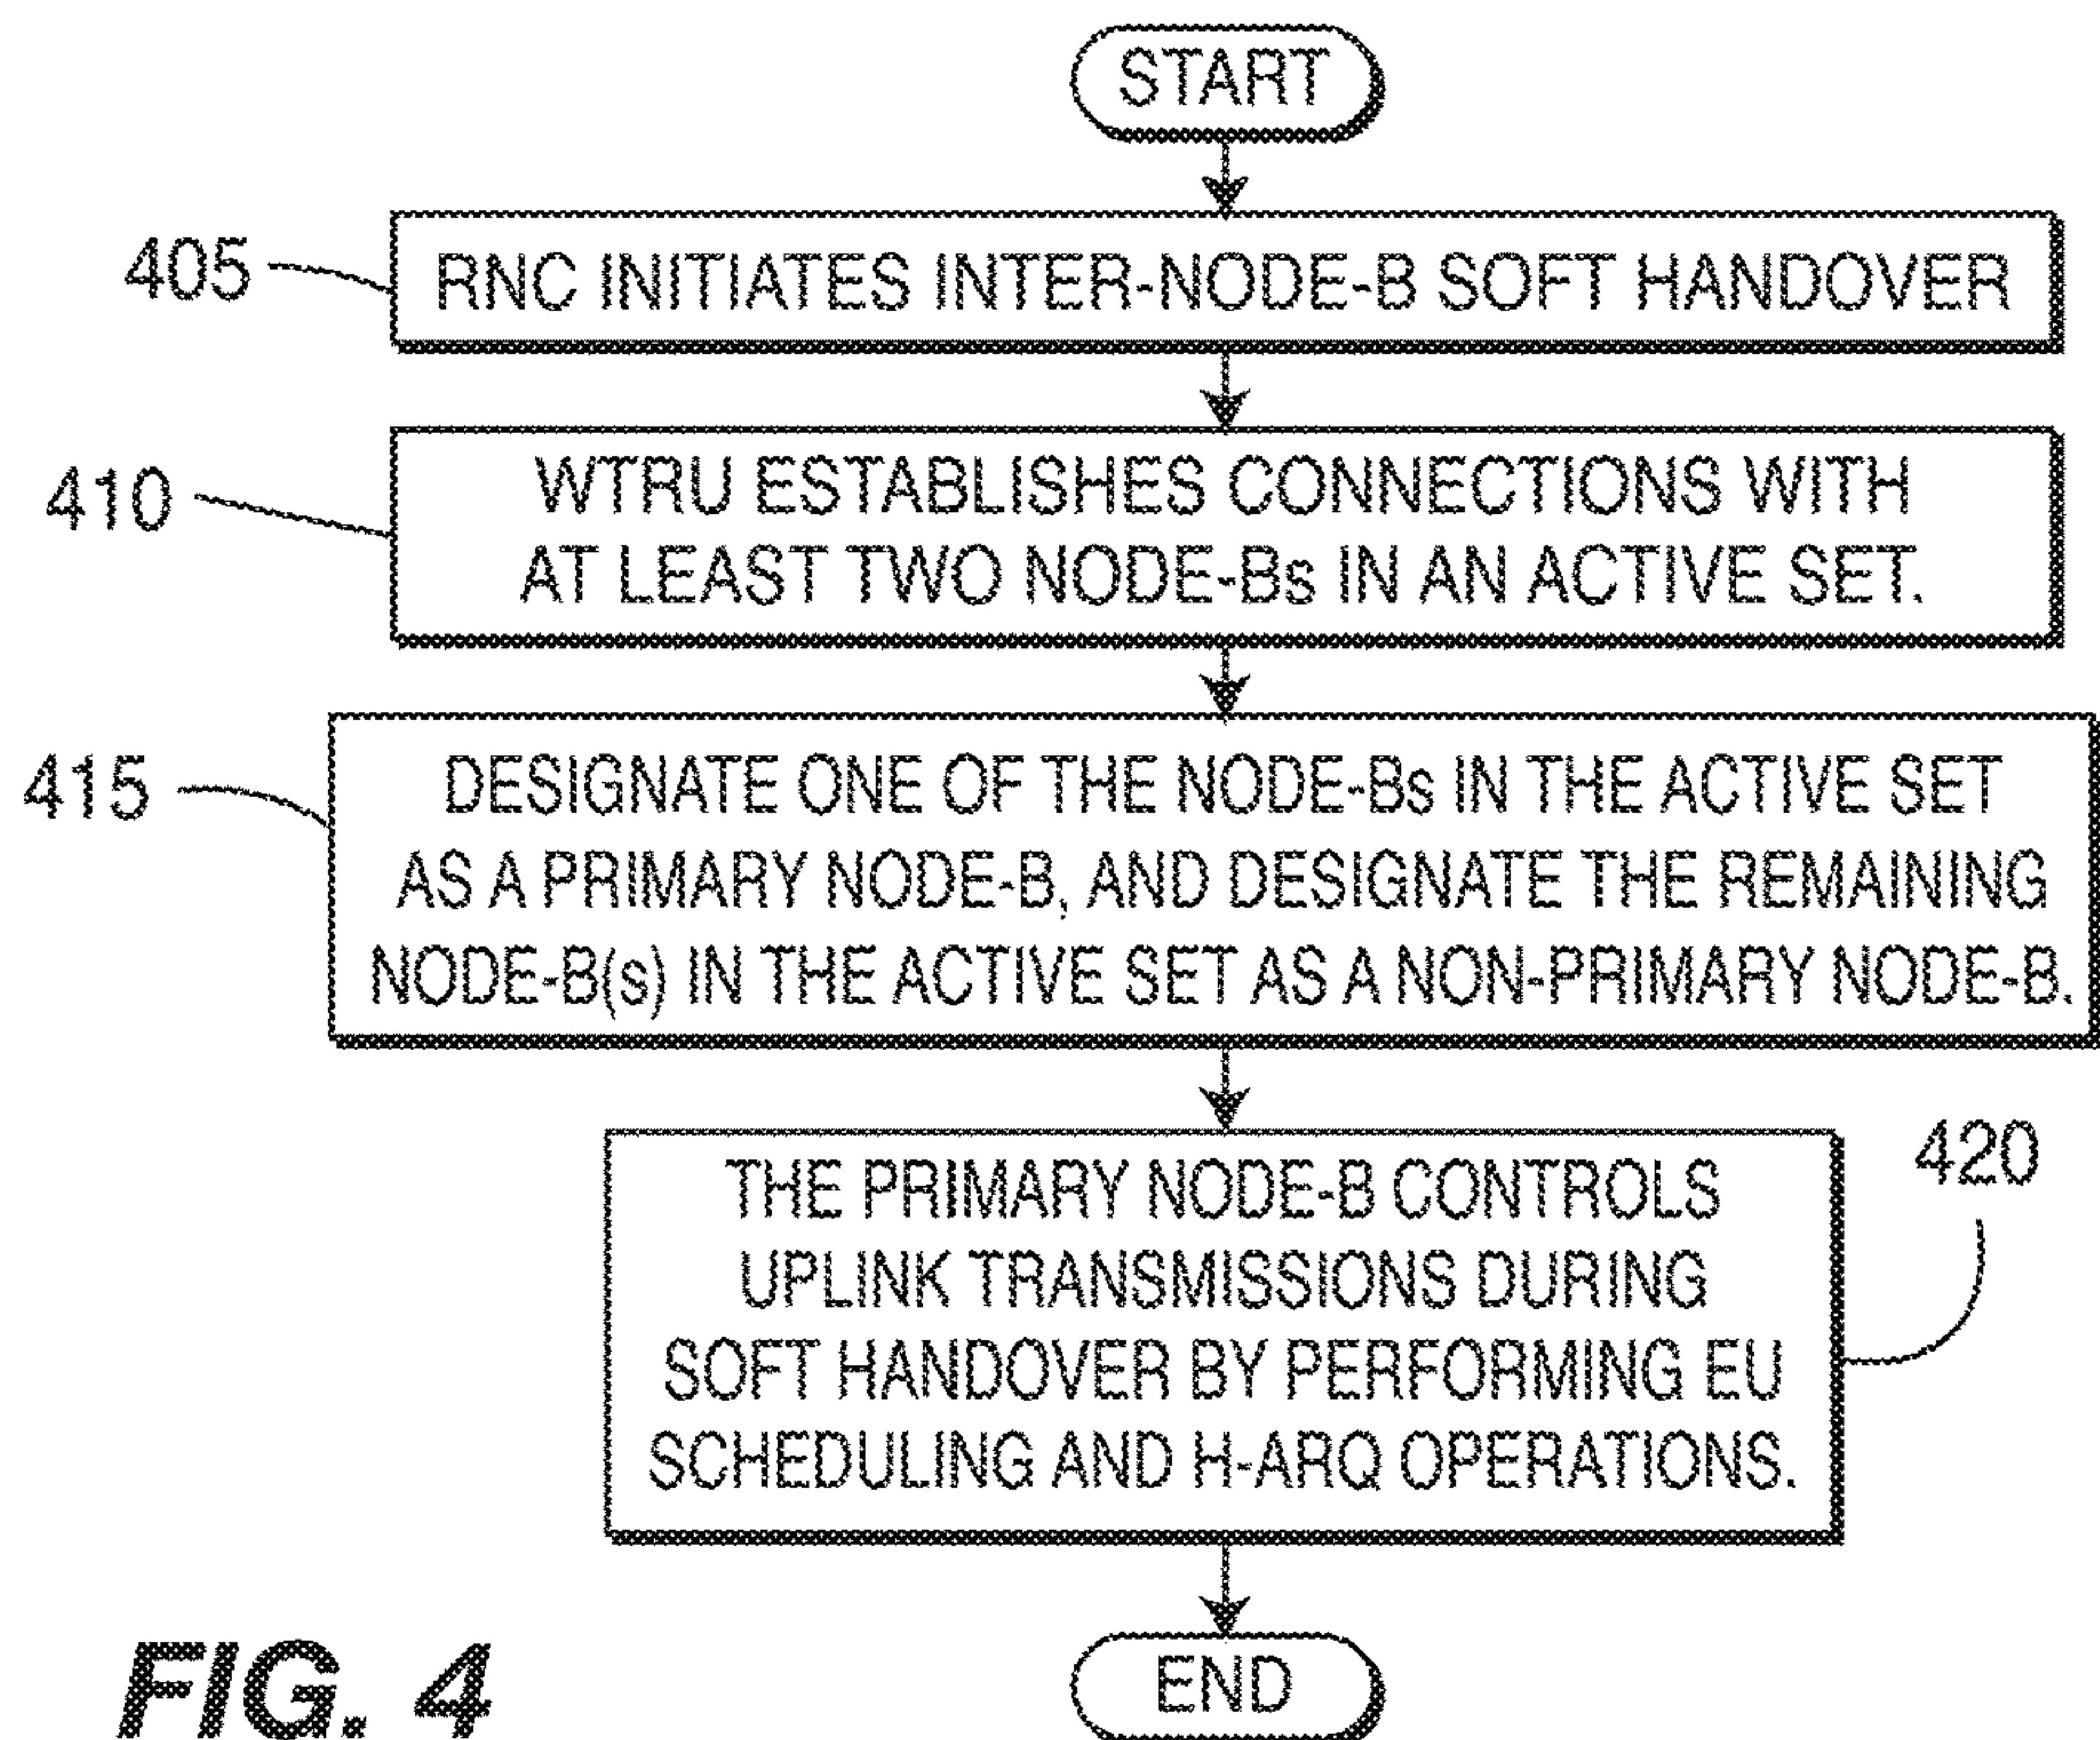 START
405
RNC INITIATES INTER-NODE-B SOFT HANDOVER
410
WTRU ESTABLISHES CONNECTIONS WITH
AT LEAST TWO NODE-Bs IN AN ACTIVE SET.
415
DESIGNATE ONE OF THE NODE-Bs IN THE ACTIVE SET
AS A PRIMARY NODE-B, AND DESIGNATE THE REMAINING
NODE-B(s) IN THE ACTIVE SET AS A NON-PRIMARY NODE-B.
420
THE PRIMARY NODE-B CONTROLS
UPLINK TRANSMISSIONS DURING
SOFT HANDOVER BY PERFORMING EU
SCHEDULING AND H-ARQ OPERATIONS.
END
FIG. 4